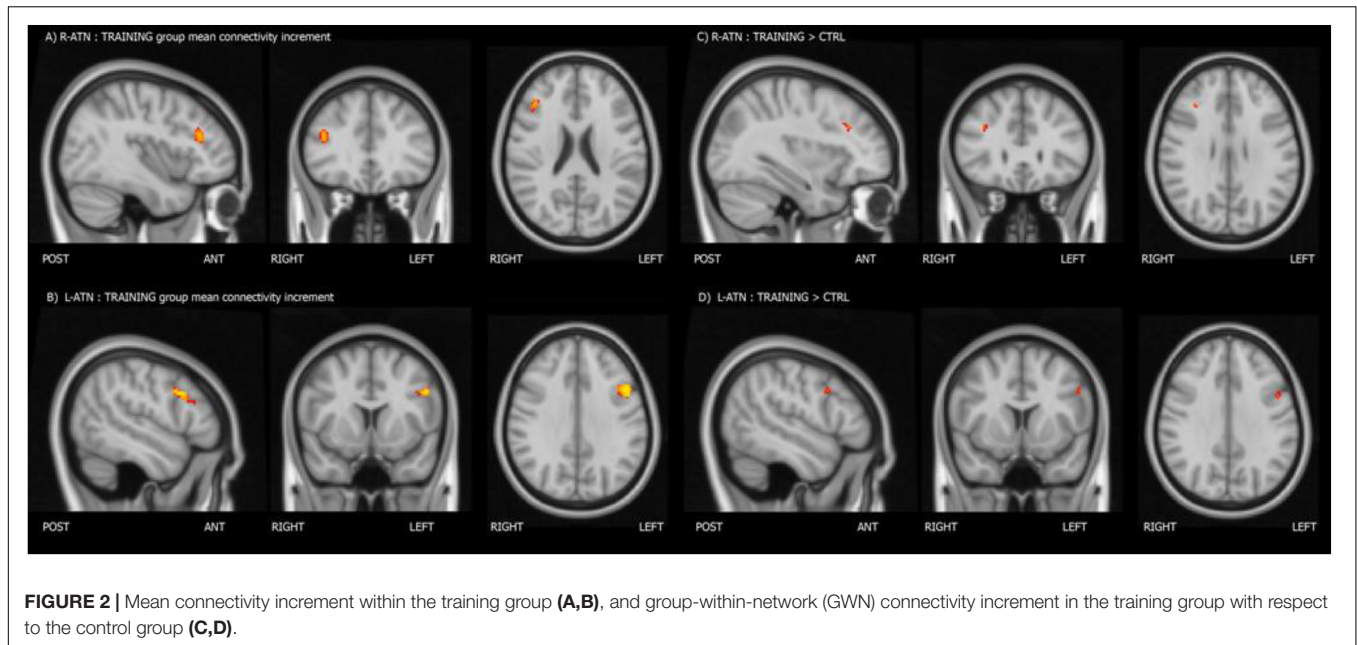 A) R-ATN : TRAINING group mean connectivity increment
POST ANT RIGHT LEFT RIGHT LEFT
C) R-ATN : TRAINING > CTRL
POST ANT RIGHT LEFT RIGHT LEFT
B) L-ATN : TRAINING group mean connectivity increment
POST ANT RIGHT LEFT RIGHT LEFT
D) L-ATN : TRAINING > CTRL
POST ANT RIGHT LEFT RIGHT LEFT
FIGURE 2 | Mean connectivity increment within the training group (A,B), and group-within-network (GWN) connectivity increment in the training group with respect
to the control group (C,D).